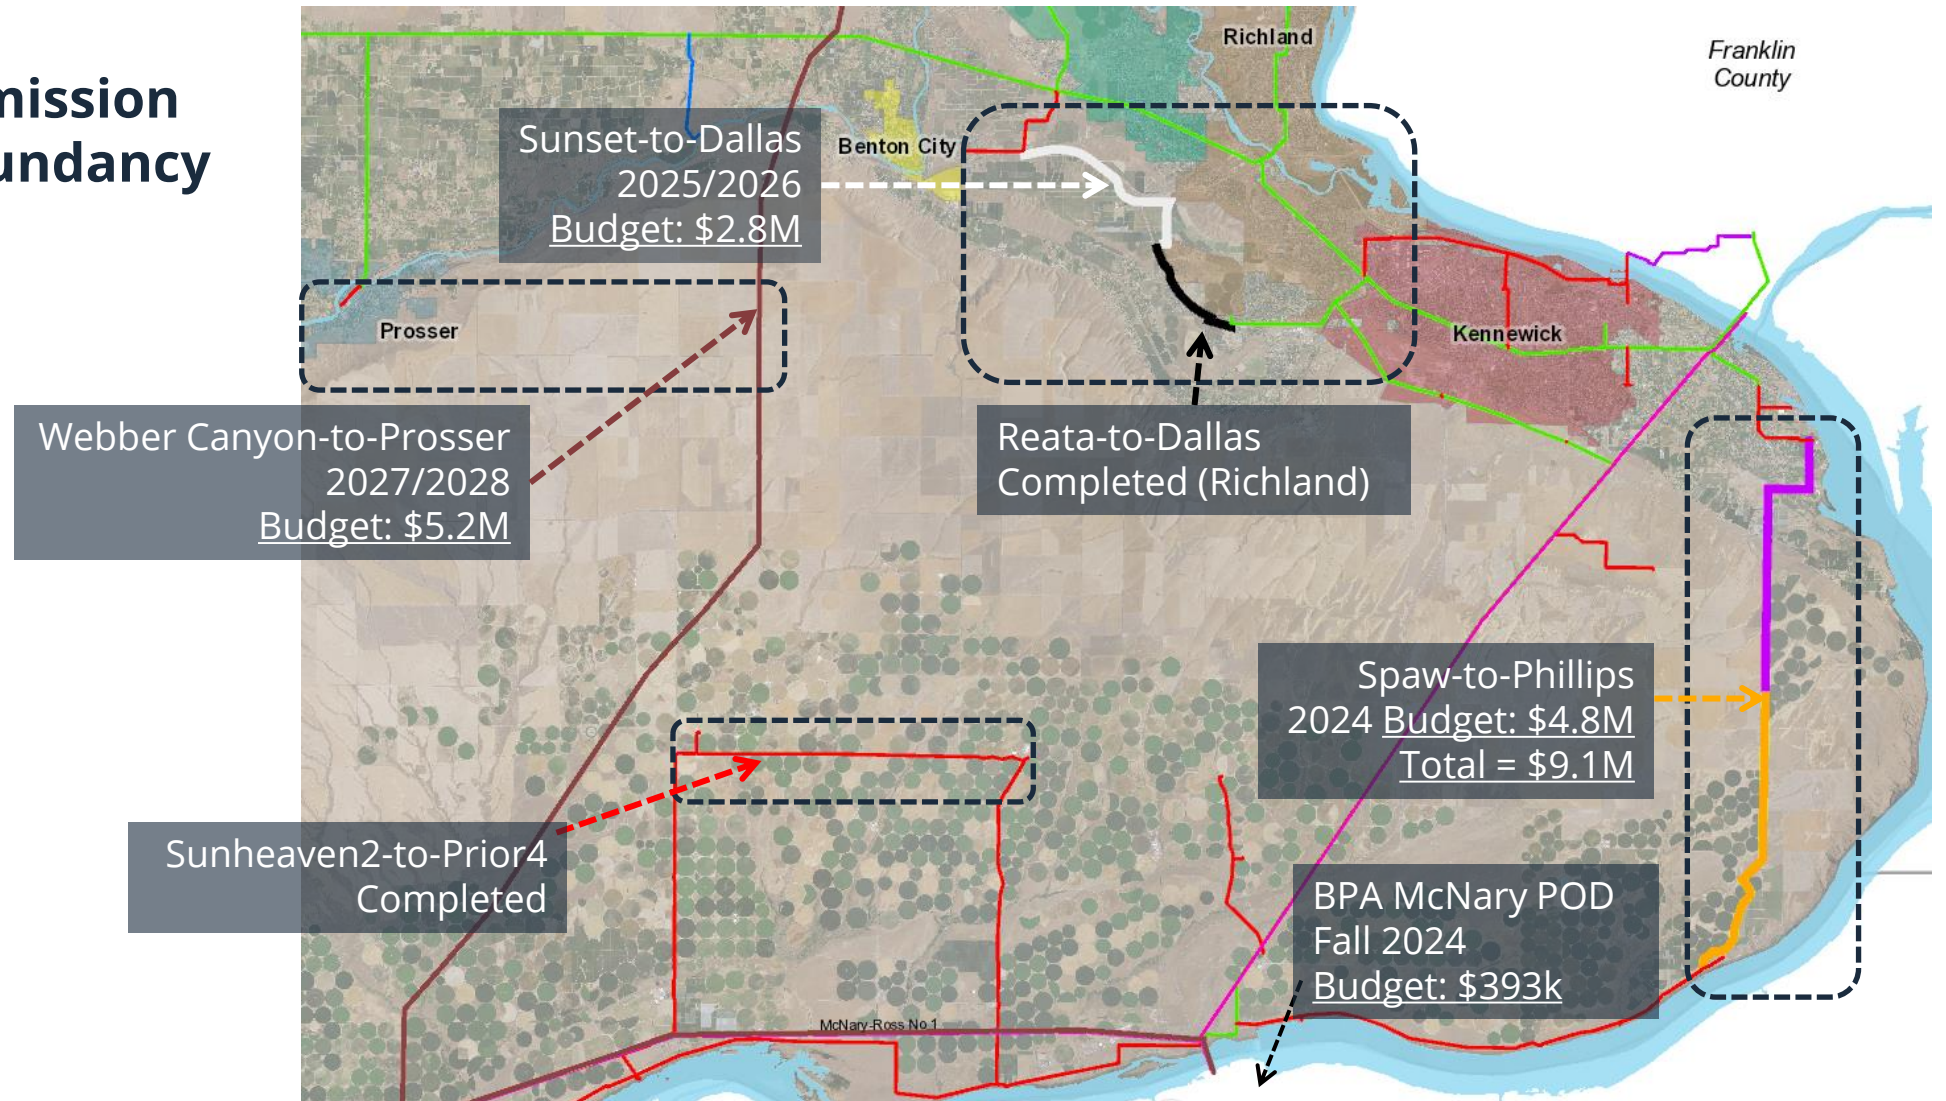 mission
undancy
Richland
Franklin
County
Sunset-to-Dallas
2025/2026
Budget: $2.8M
Benton City
Prosser
Kennewick
Webber Canyon-to-Prosser
2027/2028
Budget: $5.2M
Reata-to-Dallas
Completed (Richland)
Spaw-to-Phillips
2024 Budget: $4.8M
Total = $9.1M
Sunheaven2-to-Prior4
Completed
BPA McNary POD
Fall 2024
Budget: $393k
McNary-Ross No 1